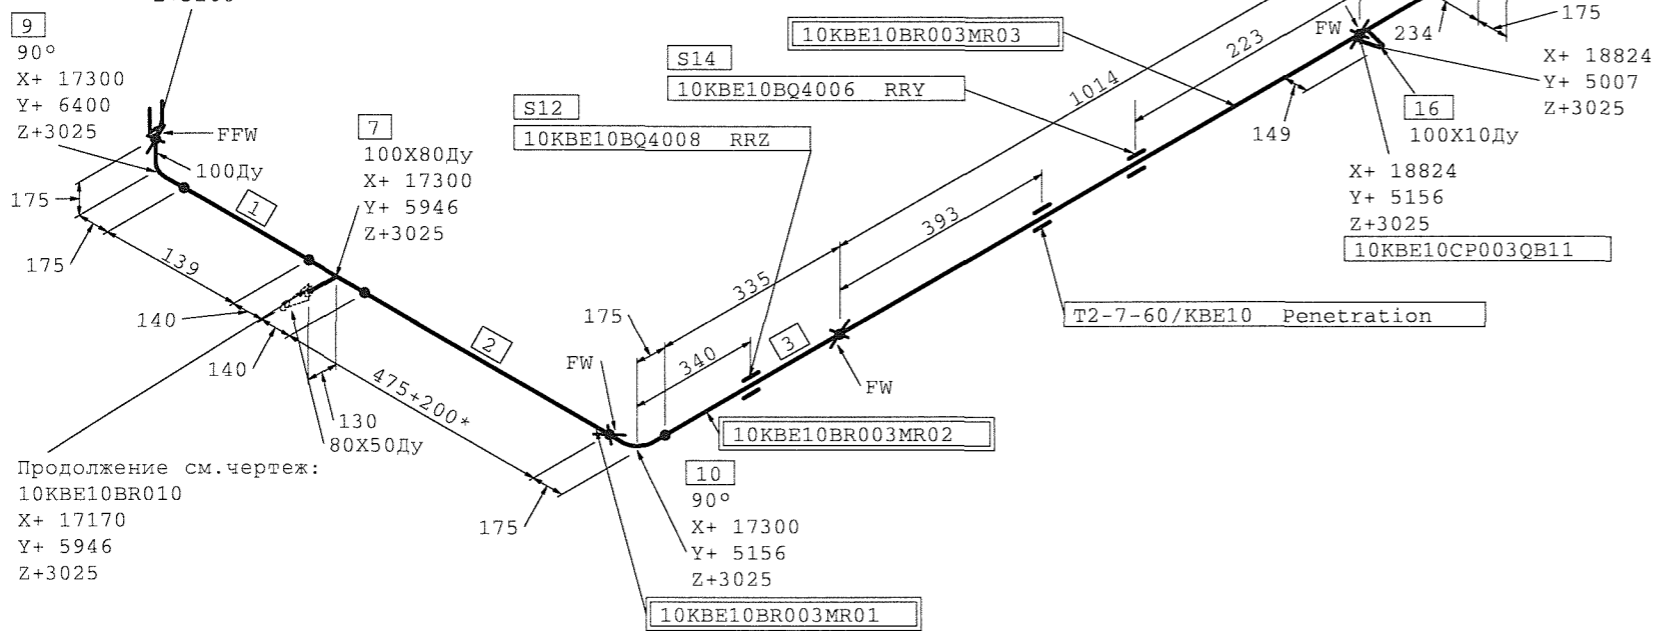 9
90°
X+ 17300
Y+ 6400
Z+3025
FFW
100Ду
175
175
1
139
140
140
7
100X80Ду
X+ 17300
Y+ 5946
Z+3025
130
80X50Ду
Продолжение см.чертеж:
10KBE10BR010
X+ 17170
Y+ 5946
Z+3025
2
475+200*
175
FW
10KBE10BR003MR01
10
90°
X+ 17300
Y+ 5156
Z+3025
10KBE10BR003MR02
175
335
340
3
FW
S12
10KBE10BQ4008 RRZ
S14
10KBE10BQ4006 RRY
10KBE10BR003MR03
1014
393
223
T2-7-60/KBE10 Penetration
149
FW
234
175
X+ 18824
Y+ 5007
Z+3025
16
100X10Ду
X+ 18824
Y+ 5156
Z+3025
10KBE10CP003QB11